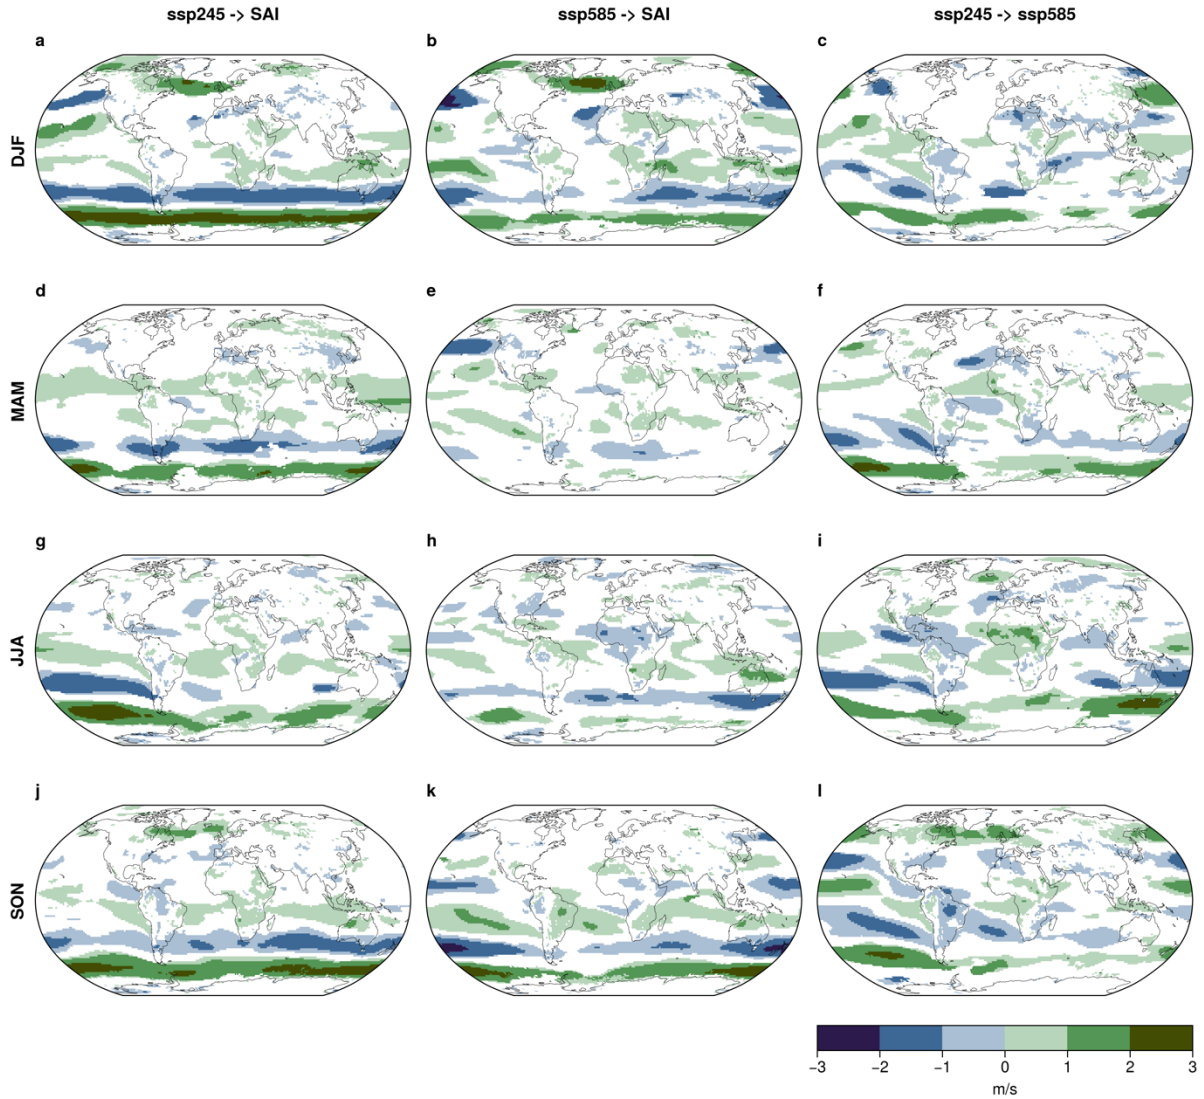 ssp245 -> SAI
ssp585 -> SAI
ssp245 -> ssp585
a
b
c
DJF
d
e
f
MAM
g
h
i
JJA
j
k
l
SON
−3 −2 −1 0 1 2 3
m/s